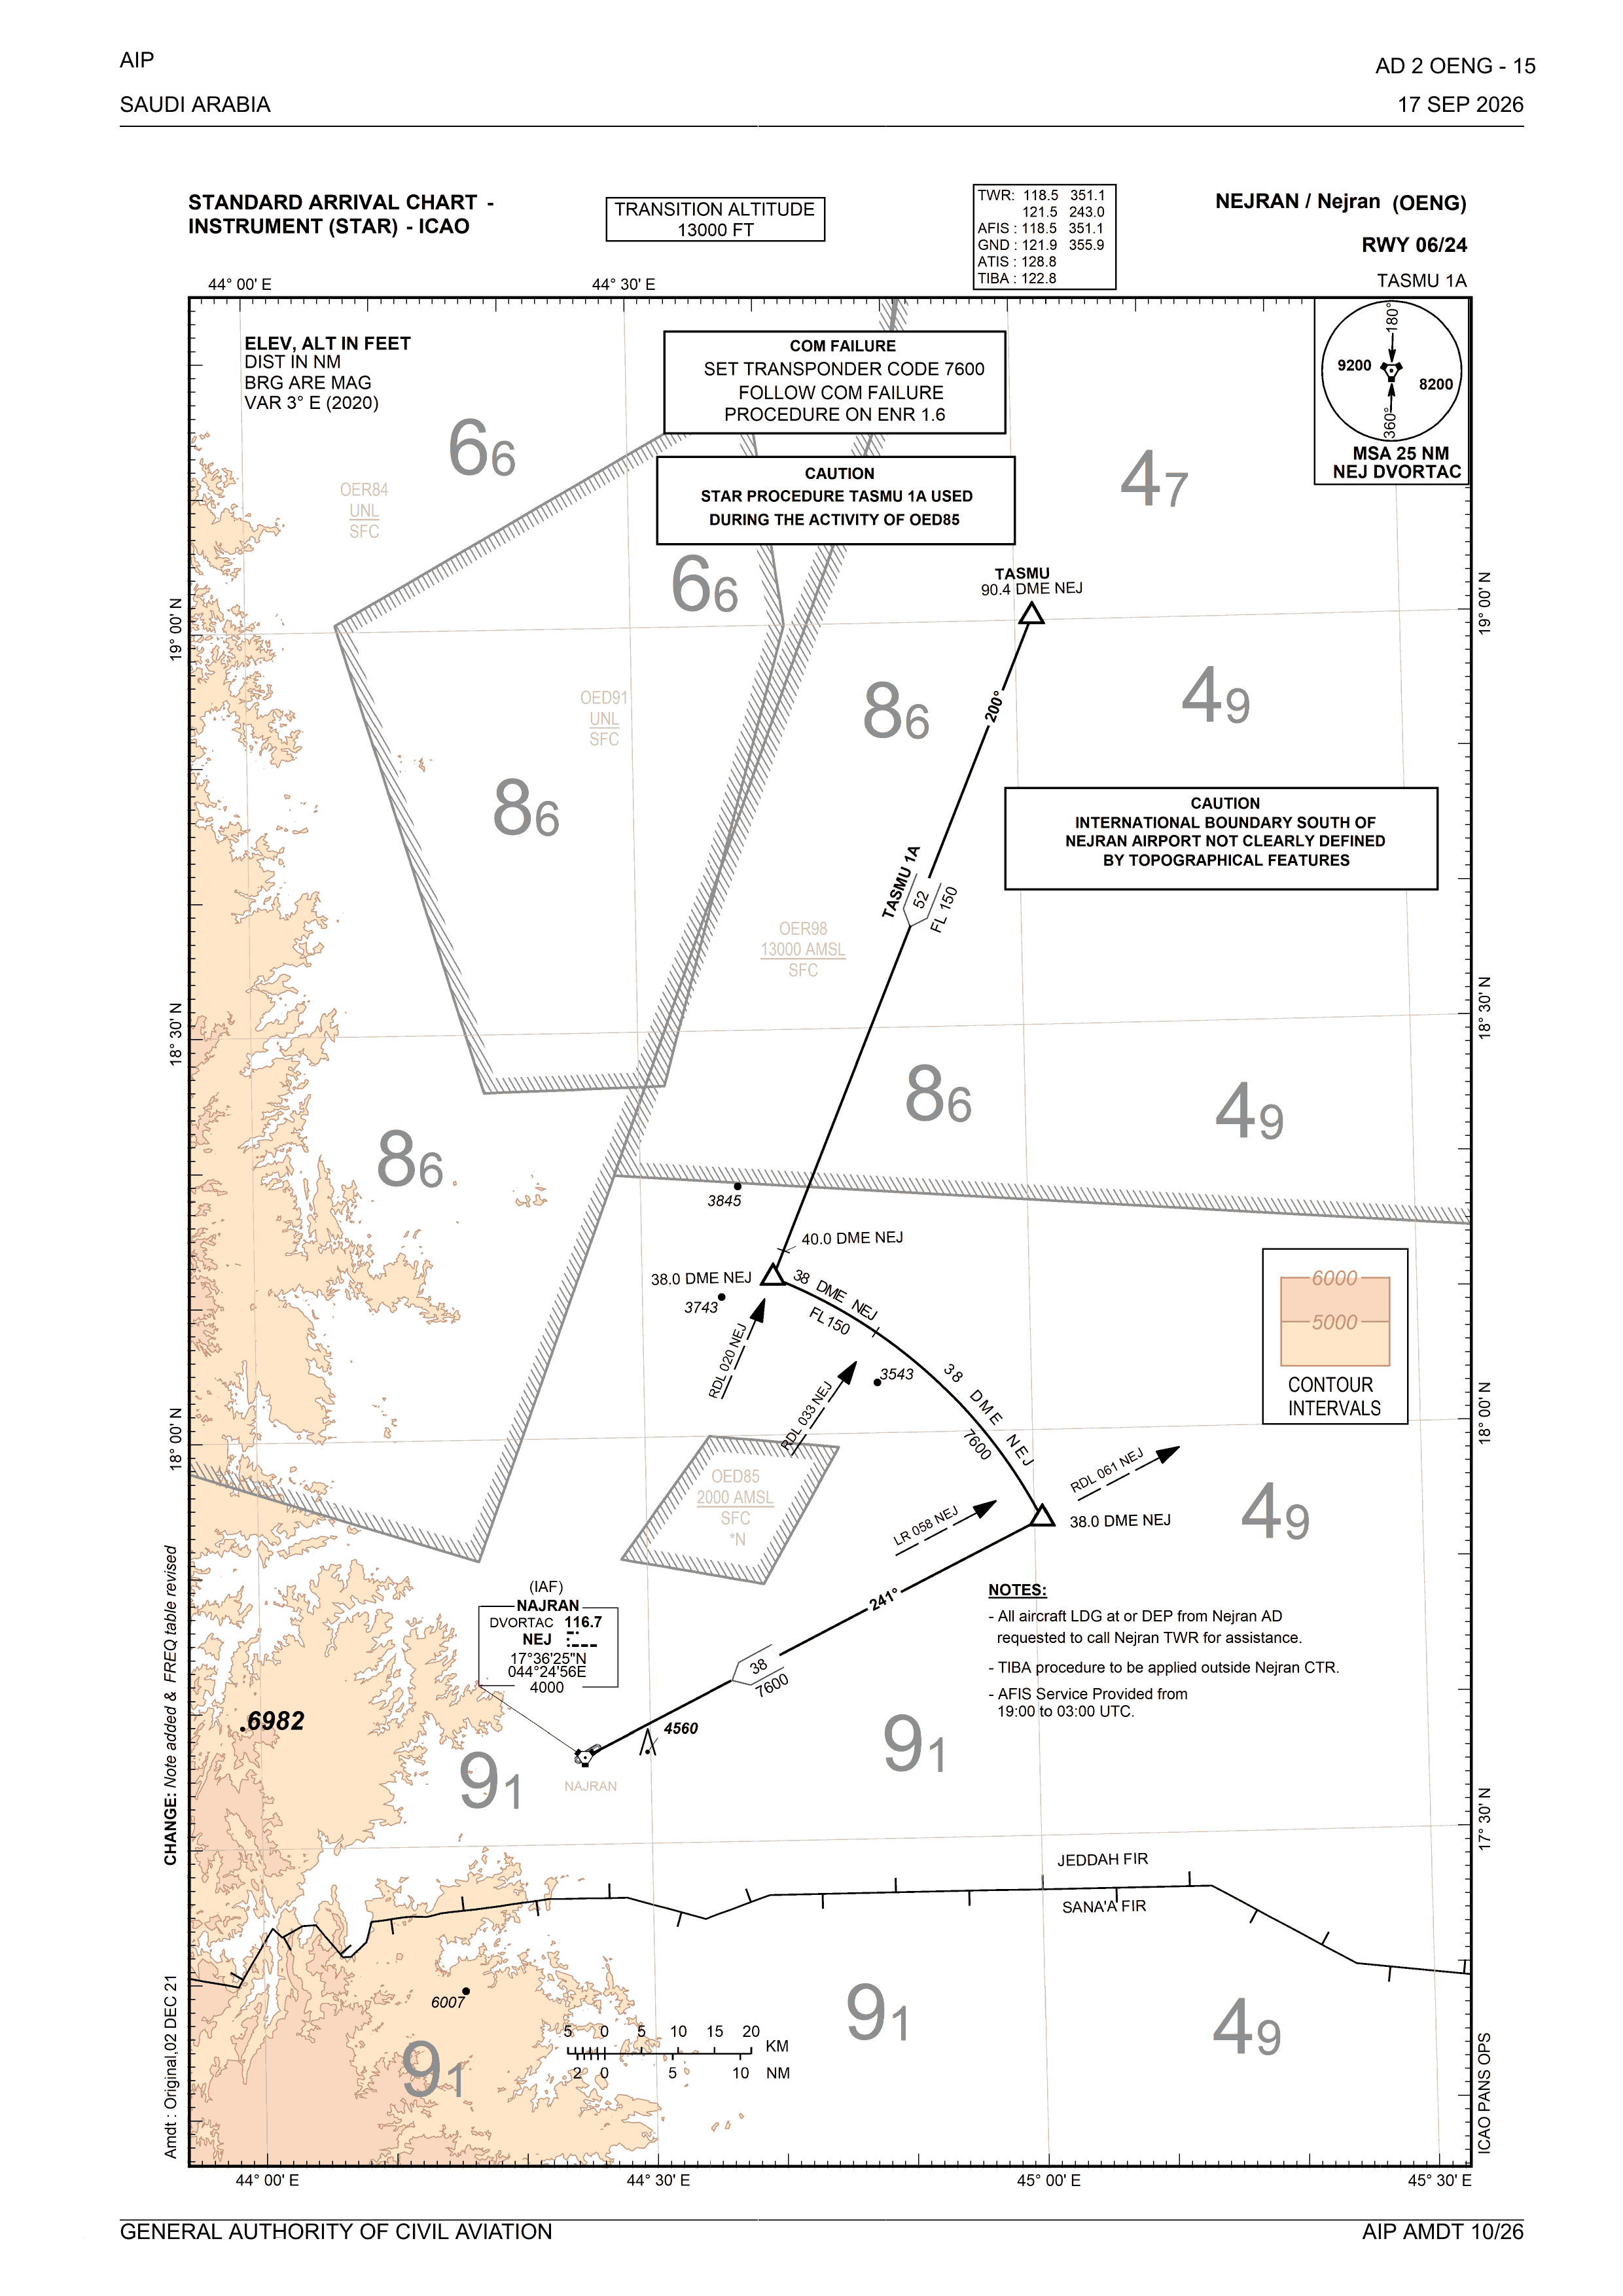 AIP
AD 2 OENG - 15
SAUDI ARABIA
17 SEP 2026
STANDARD ARRIVAL CHART -
INSTRUMENT (STAR) - ICAO
TRANSITION ALTITUDE
13000 FT
TWR: 118.5 351.1
121.5 243.0
AFIS : 118.5 351.1
GND : 121.9 355.9
ATIS : 128.8
TIBA : 122.8
NEJRAN / Nejran (OENG)
RWY 06/24
TASMU 1A
44° 00' E
44° 30' E
ELEV, ALT IN FEET
DIST IN NM
BRG ARE MAG
VAR 3° E (2020)
COM FAILURE
SET TRANSPONDER CODE 7600
FOLLOW COM FAILURE
PROCEDURE ON ENR 1.6
180°
9200
8200
360°
MSA 25 NM
NEJ DVORTAC
66
47
OER84
UNL
SFC
CAUTION
STAR PROCEDURE TASMU 1A USED
DURING THE ACTIVITY OF OED85
66
TASMU
90.4 DME NEJ
19° 00' N
19° 00' N
OED91
UNL
SFC
86
49
200°
86
CAUTION
INTERNATIONAL BOUNDARY SOUTH OF
NEJRAN AIRPORT NOT CLEARLY DEFINED
BY TOPOGRAPHICAL FEATURES
TASMU 1A
52
FL 150
OER98
13000 AMSL
SFC
18° 30' N
18° 30' N
86
49
86
3845
40.0 DME NEJ
38.0 DME NEJ
38 DME NEJ
FL150
3743
RDL 020 NEJ
6000
5000
CONTOUR
INTERVALS
3543
38 DME NEJ
7600
RDL 033 NEJ
18° 00' N
18° 00' N
RDL 061 NEJ
OED85
2000 AMSL
SFC
*N
LR 058 NEJ
38.0 DME NEJ
49
(IAF)
NAJRAN
DVORTAC 116.7
NEJ
17°36'25"N
044°24'56E
4000
241°
NOTES:
- All aircraft LDG at or DEP from Nejran AD
requested to call Nejran TWR for assistance.
- TIBA procedure to be applied outside Nejran CTR.
- AFIS Service Provided from
19:00 to 03:00 UTC.
38
7600
6982
4560
91
91
NAJRAN
CHANGE: Note added & FREQ table revised
17° 30' N
JEDDAH FIR
SANA'A FIR
6007
91
91
49
5 0 5 10 15 20
KM
2 0 5 10 NM
Amdt : Original,02 DEC 21
ICAO PANS OPS
44° 00' E
44° 30' E
45° 00' E
45° 30' E
GENERAL AUTHORITY OF CIVIL AVIATION
AIP AMDT 10/26